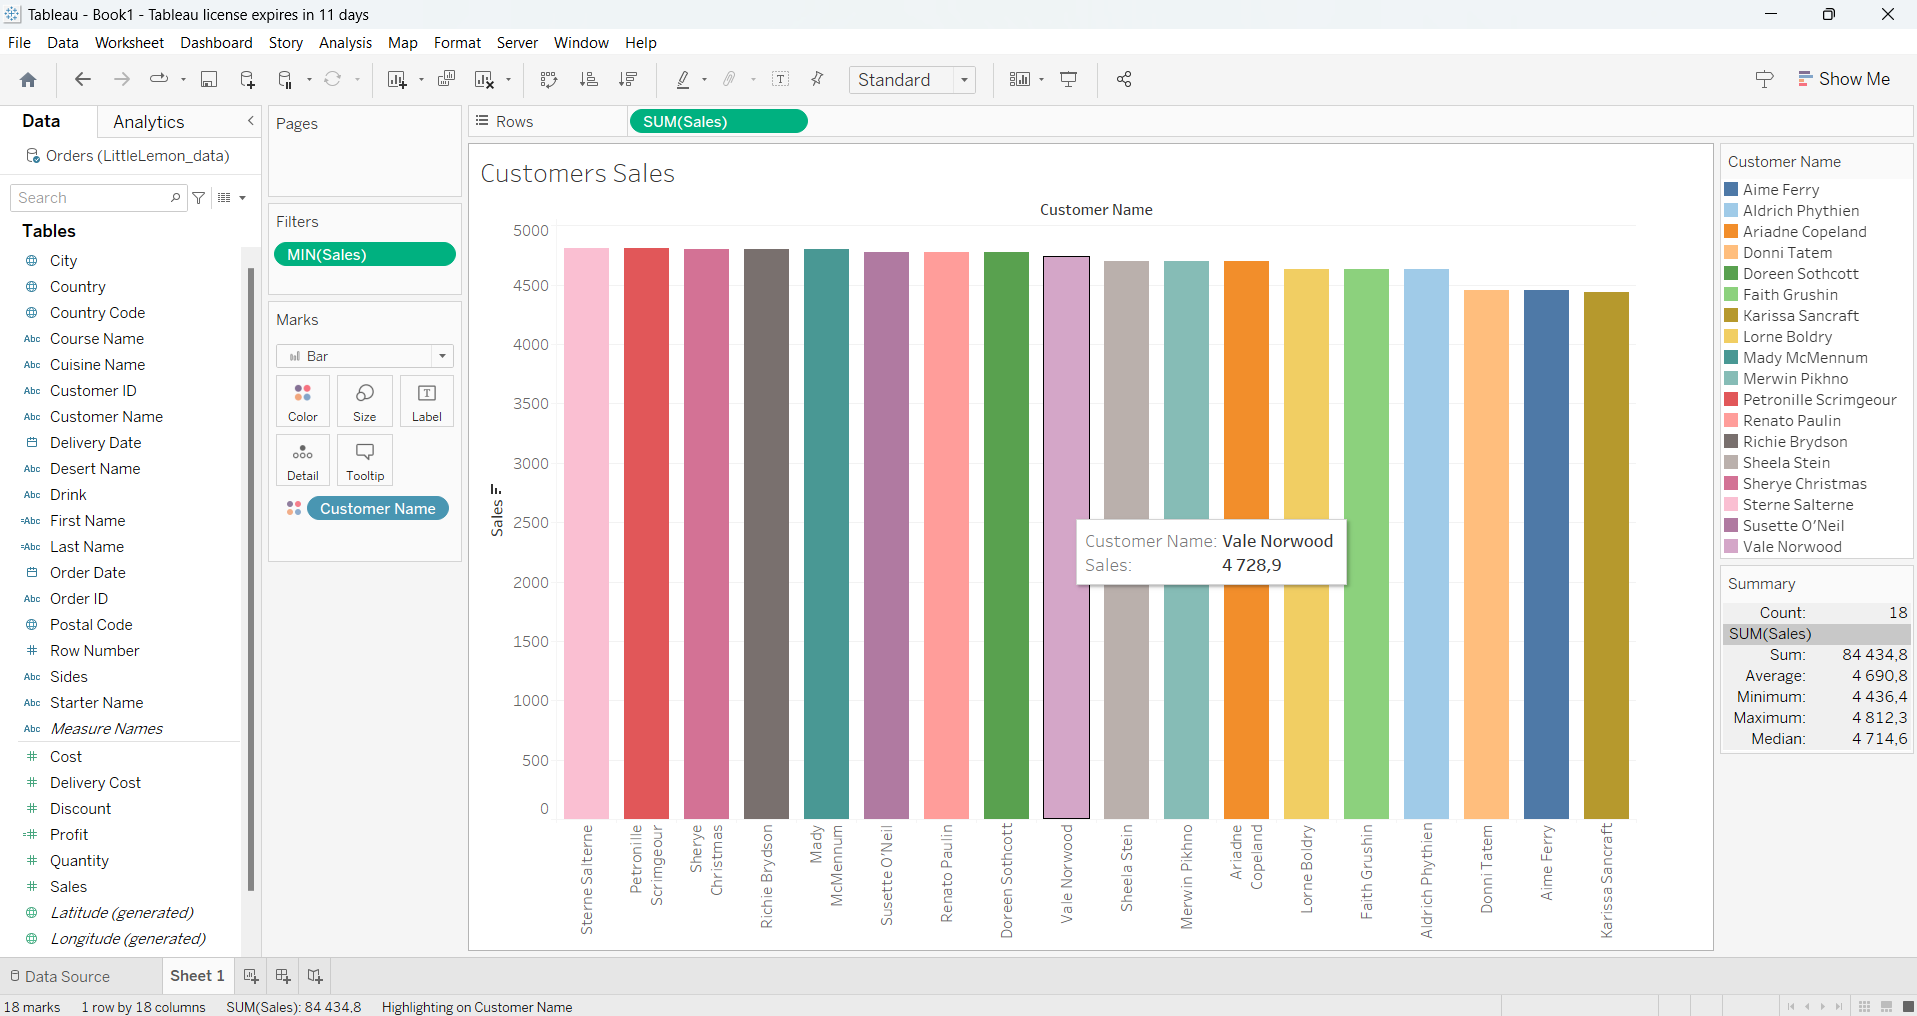 Tableau - Book1 - Tableau license expires in 11 days
File Data Worksheet Dashboard Story Analysis Map Format Server Window Help
Standard
Show Me
Data Analytics
Orders (LittleLemon_data)
Search
Tables
City
Country
Country Code
Abc Course Name
Abc Cuisine Name
Abc Customer ID
Abc Customer Name
Delivery Date
Abc Desert Name
Abc Drink
=Abc First Name
=Abc Last Name
Order Date
Abc Order ID
Postal Code
# Row Number
Abc Sides
Abc Starter Name
Abc Measure Names
# Cost
# Delivery Cost
# Discount
=# Profit
# Quantity
# Sales
Latitude (generated)
Longitude (generated)
Pages
Filters
MIN(Sales)
Marks
Bar
Color Size Label
Detail Tooltip
Customer Name
Rows SUM(Sales)
Customers Sales
Customer Name
5000
4500
4000
3500
3000
2500
2000
1500
1000
500
0
Sales
Customer Name: Vale Norwood
Sales: 4 728,9
Sterne Salterne
Petronille
Scrimgeour
Sherye
Christmas
Richie Brydson
Mady
McMennum
Susette O'Neil
Renato Paulin
Doreen Sothcott
Vale Norwood
Sheela Stein
Merwin Pikhno
Ariadne
Copeland
Lorne Boldry
Faith Grushin
Aldrich Phythien
Donni Tatem
Aime Ferry
Karissa Sancraft
Customer Name
Aime Ferry
Aldrich Phythien
Ariadne Copeland
Donni Tatem
Doreen Sothcott
Faith Grushin
Karissa Sancraft
Lorne Boldry
Mady McMennum
Merwin Pikhno
Petronille Scrimgeour
Renato Paulin
Richie Brydson
Sheela Stein
Sherye Christmas
Sterne Salterne
Susette O'Neil
Vale Norwood
Summary
Count: 18
SUM(Sales)
Sum: 84 434,8
Average: 4 690,8
Minimum: 4 436,4
Maximum: 4 812,3
Median: 4 714,6
Data Source Sheet 1
18 marks 1 row by 18 columns SUM(Sales): 84 434,8 Highlighting on Customer Name